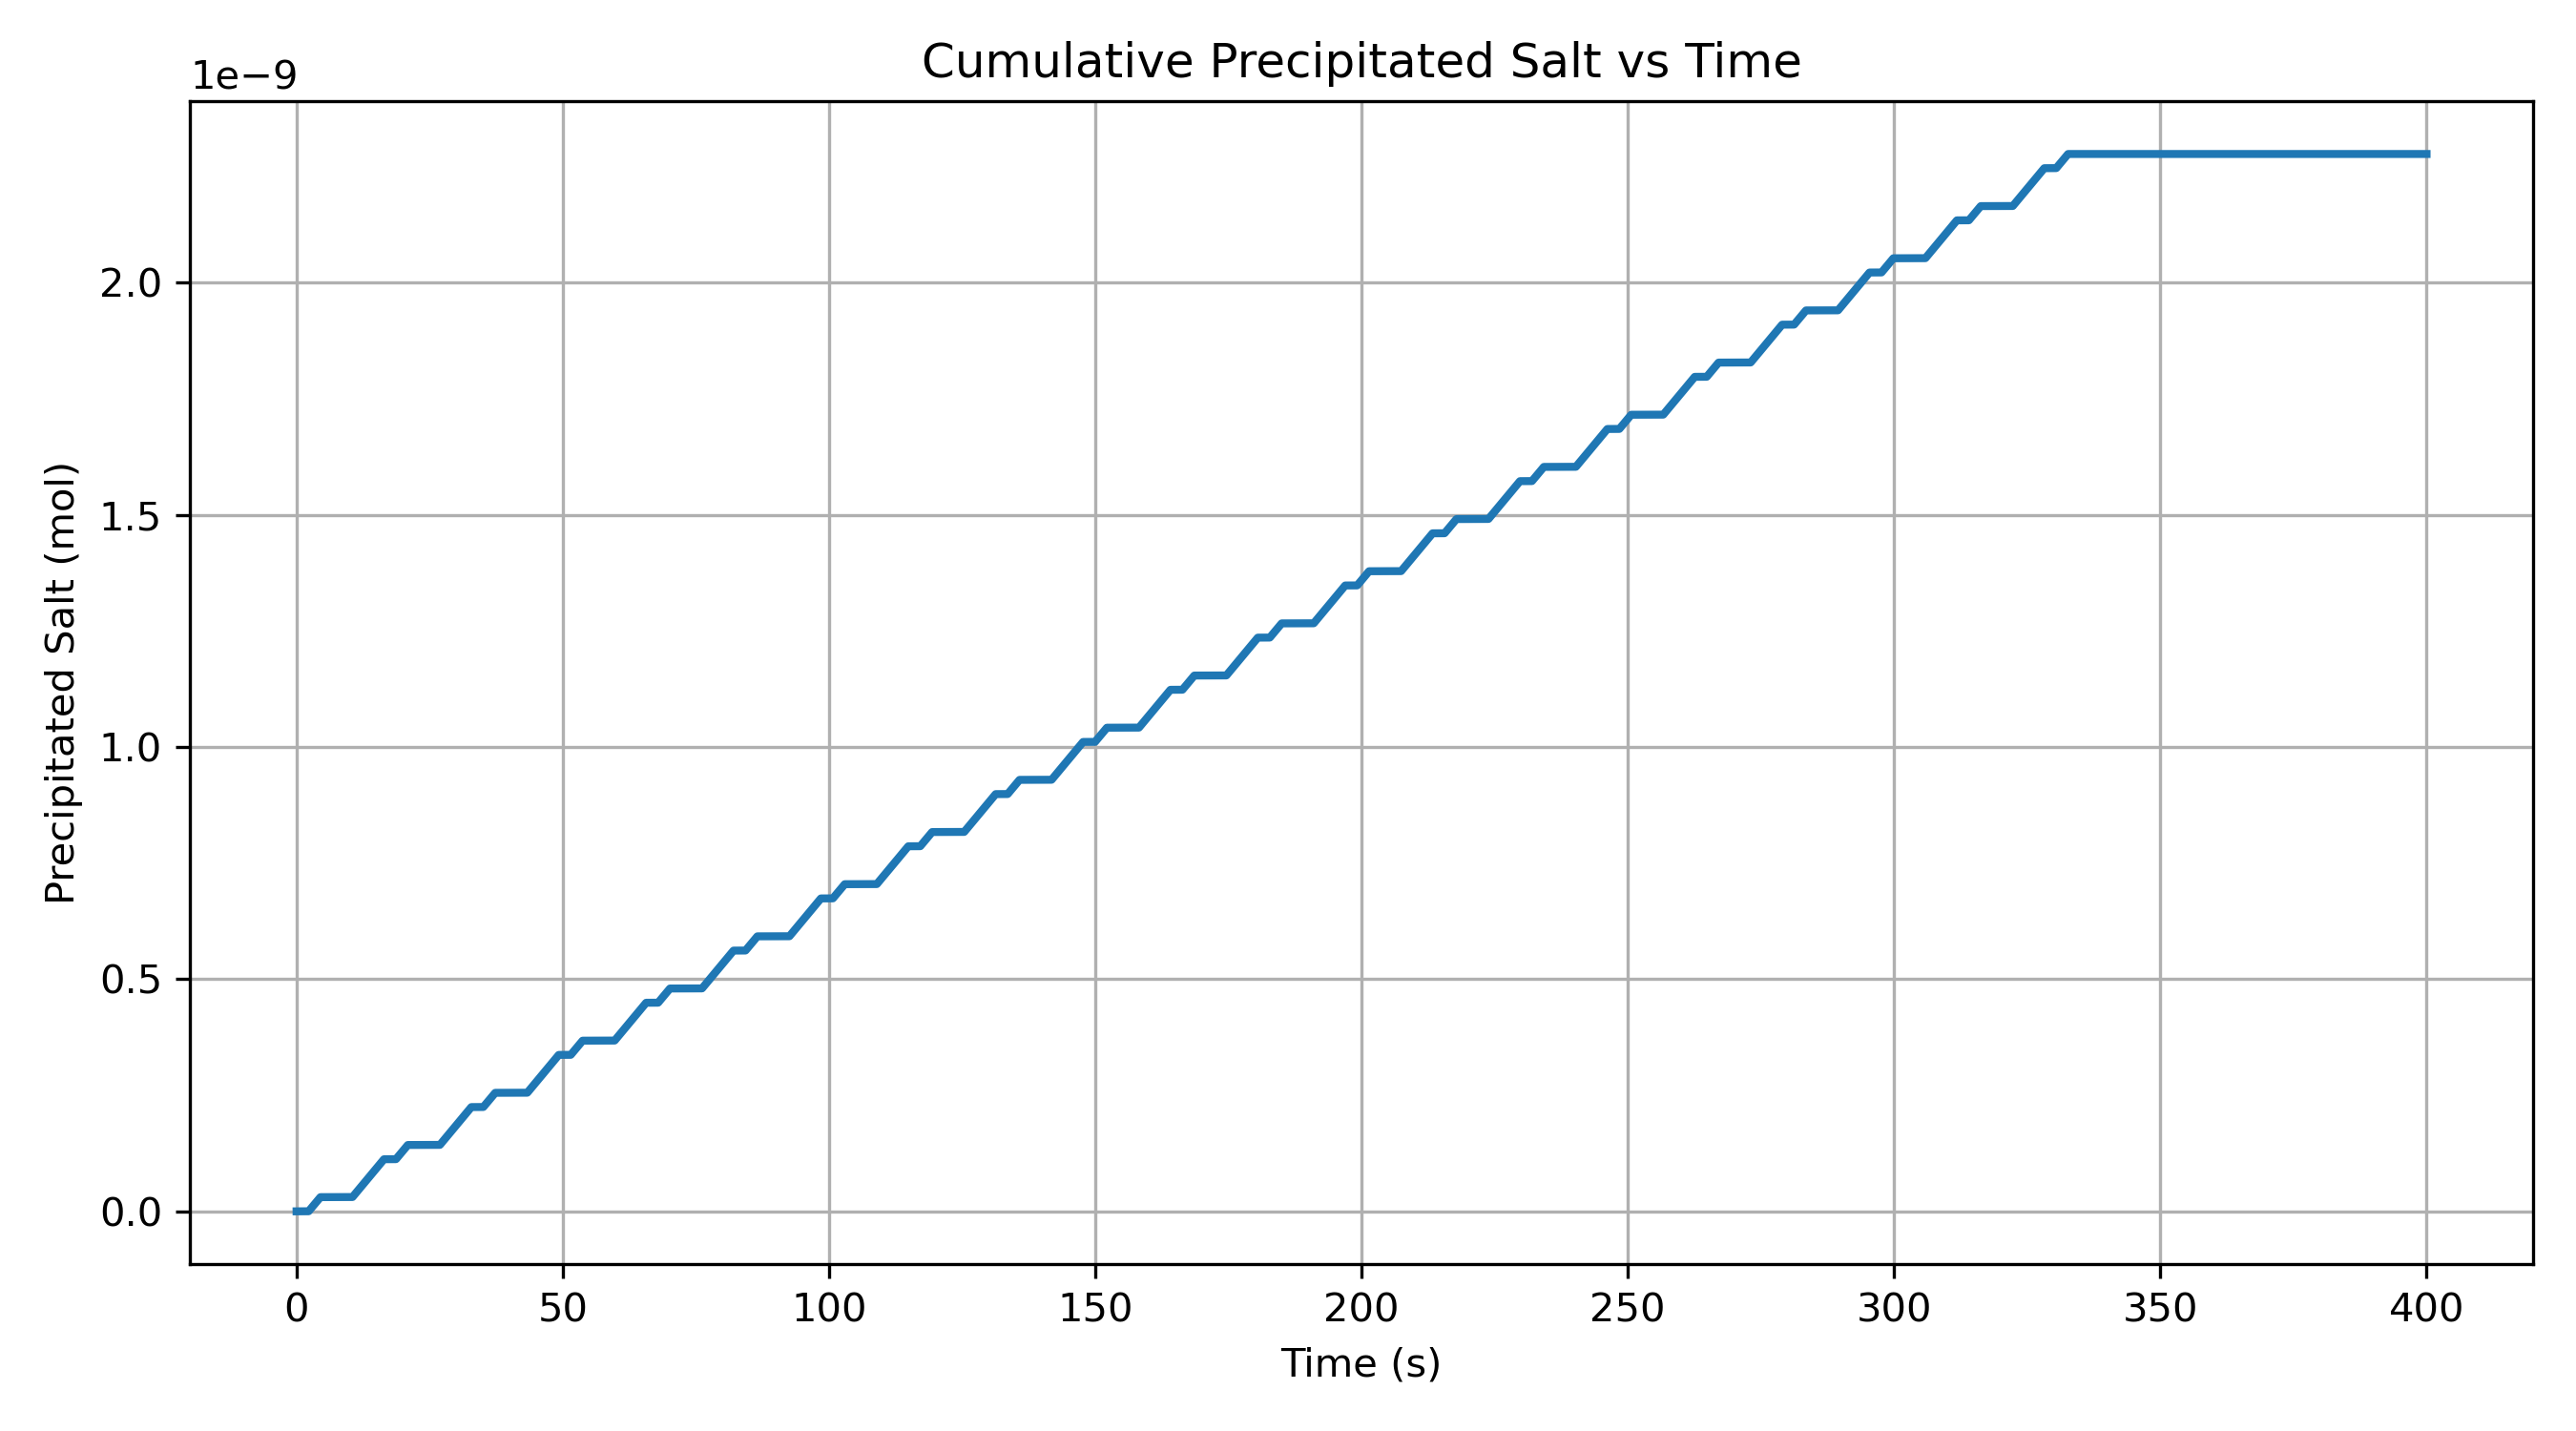 Cumulative Precipitated Salt vs Time
1e−9
2.0
1.5
1.0
0.5
0.0
Precipitated Salt (mol)
0 50 100 150 200 250 300 350 400
Time (s)